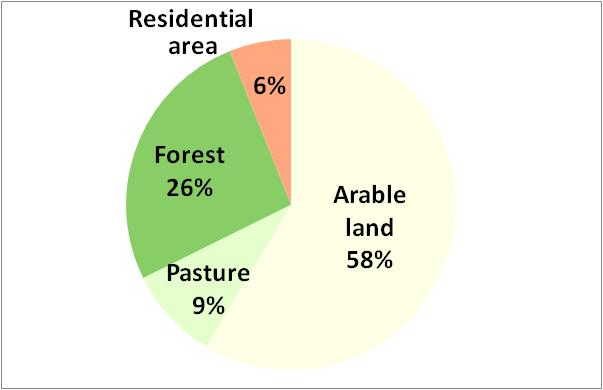 Residential
area
6%
Forest
26%
Arable
land
58%
Pasture
9%